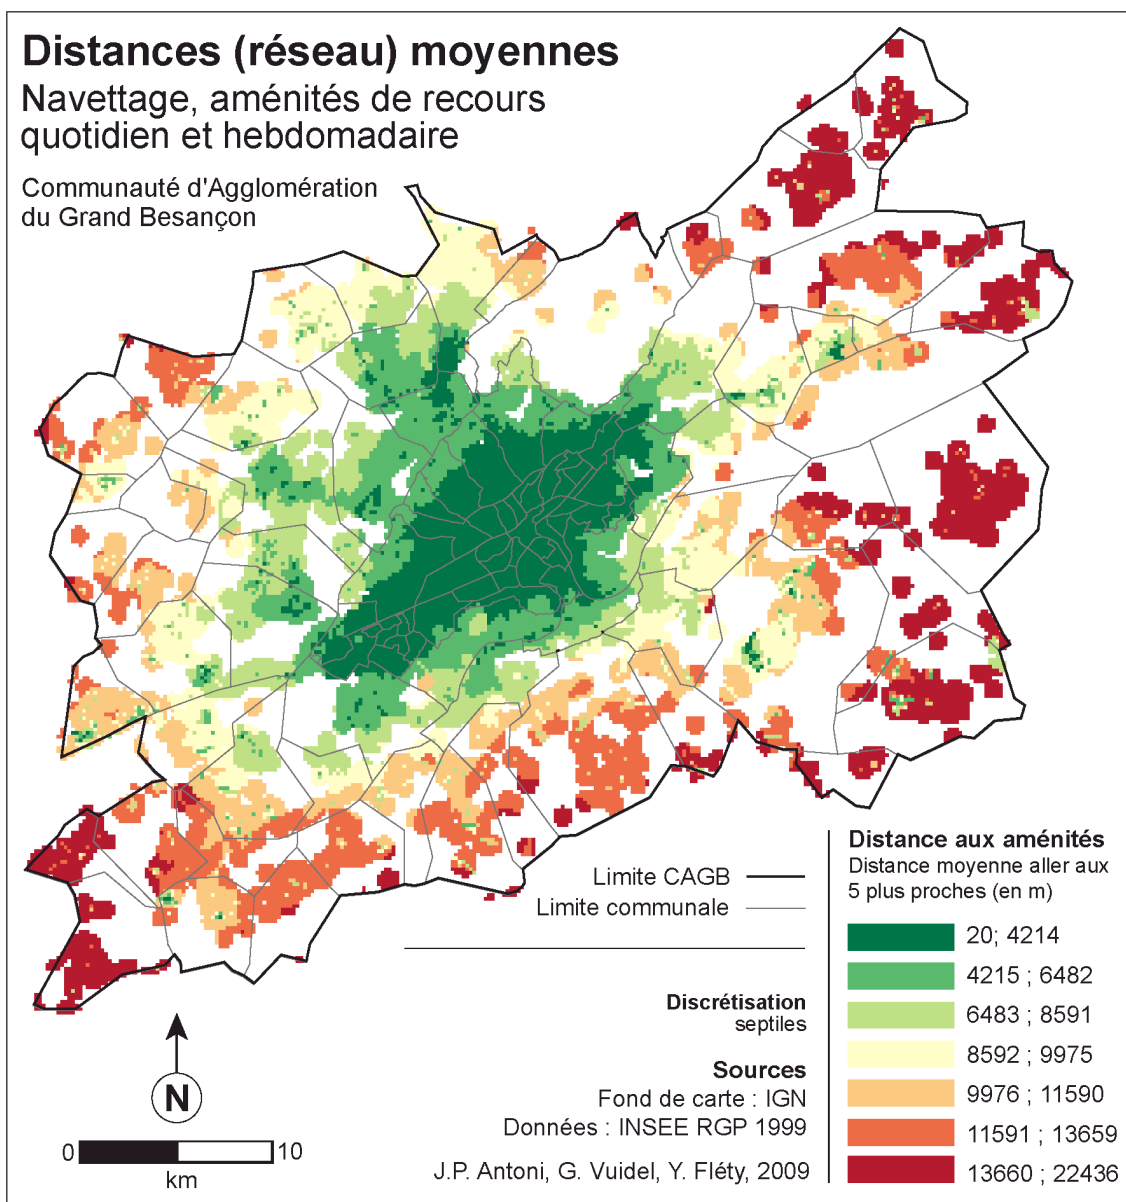 Distances (réseau) moyennes
Navettage, aménités de recours
quotidien et hebdomadaire
Communauté d'Agglomération
du Grand Besançon
Limite CAGB
Limite communale
Discrétisation
septiles
Sources
Fond de carte : IGN
Données : INSEE RGP 1999
J.P. Antoni, G. Vuidel, Y. Fléty, 2009
Distance aux aménités
Distance moyenne aller aux
5 plus proches (en m)
20; 4214
4215 ; 6482
6483 ; 8591
8592 ; 9975
9976 ; 11590
11591 ; 13659
13660 ; 22436
N
0 10
km